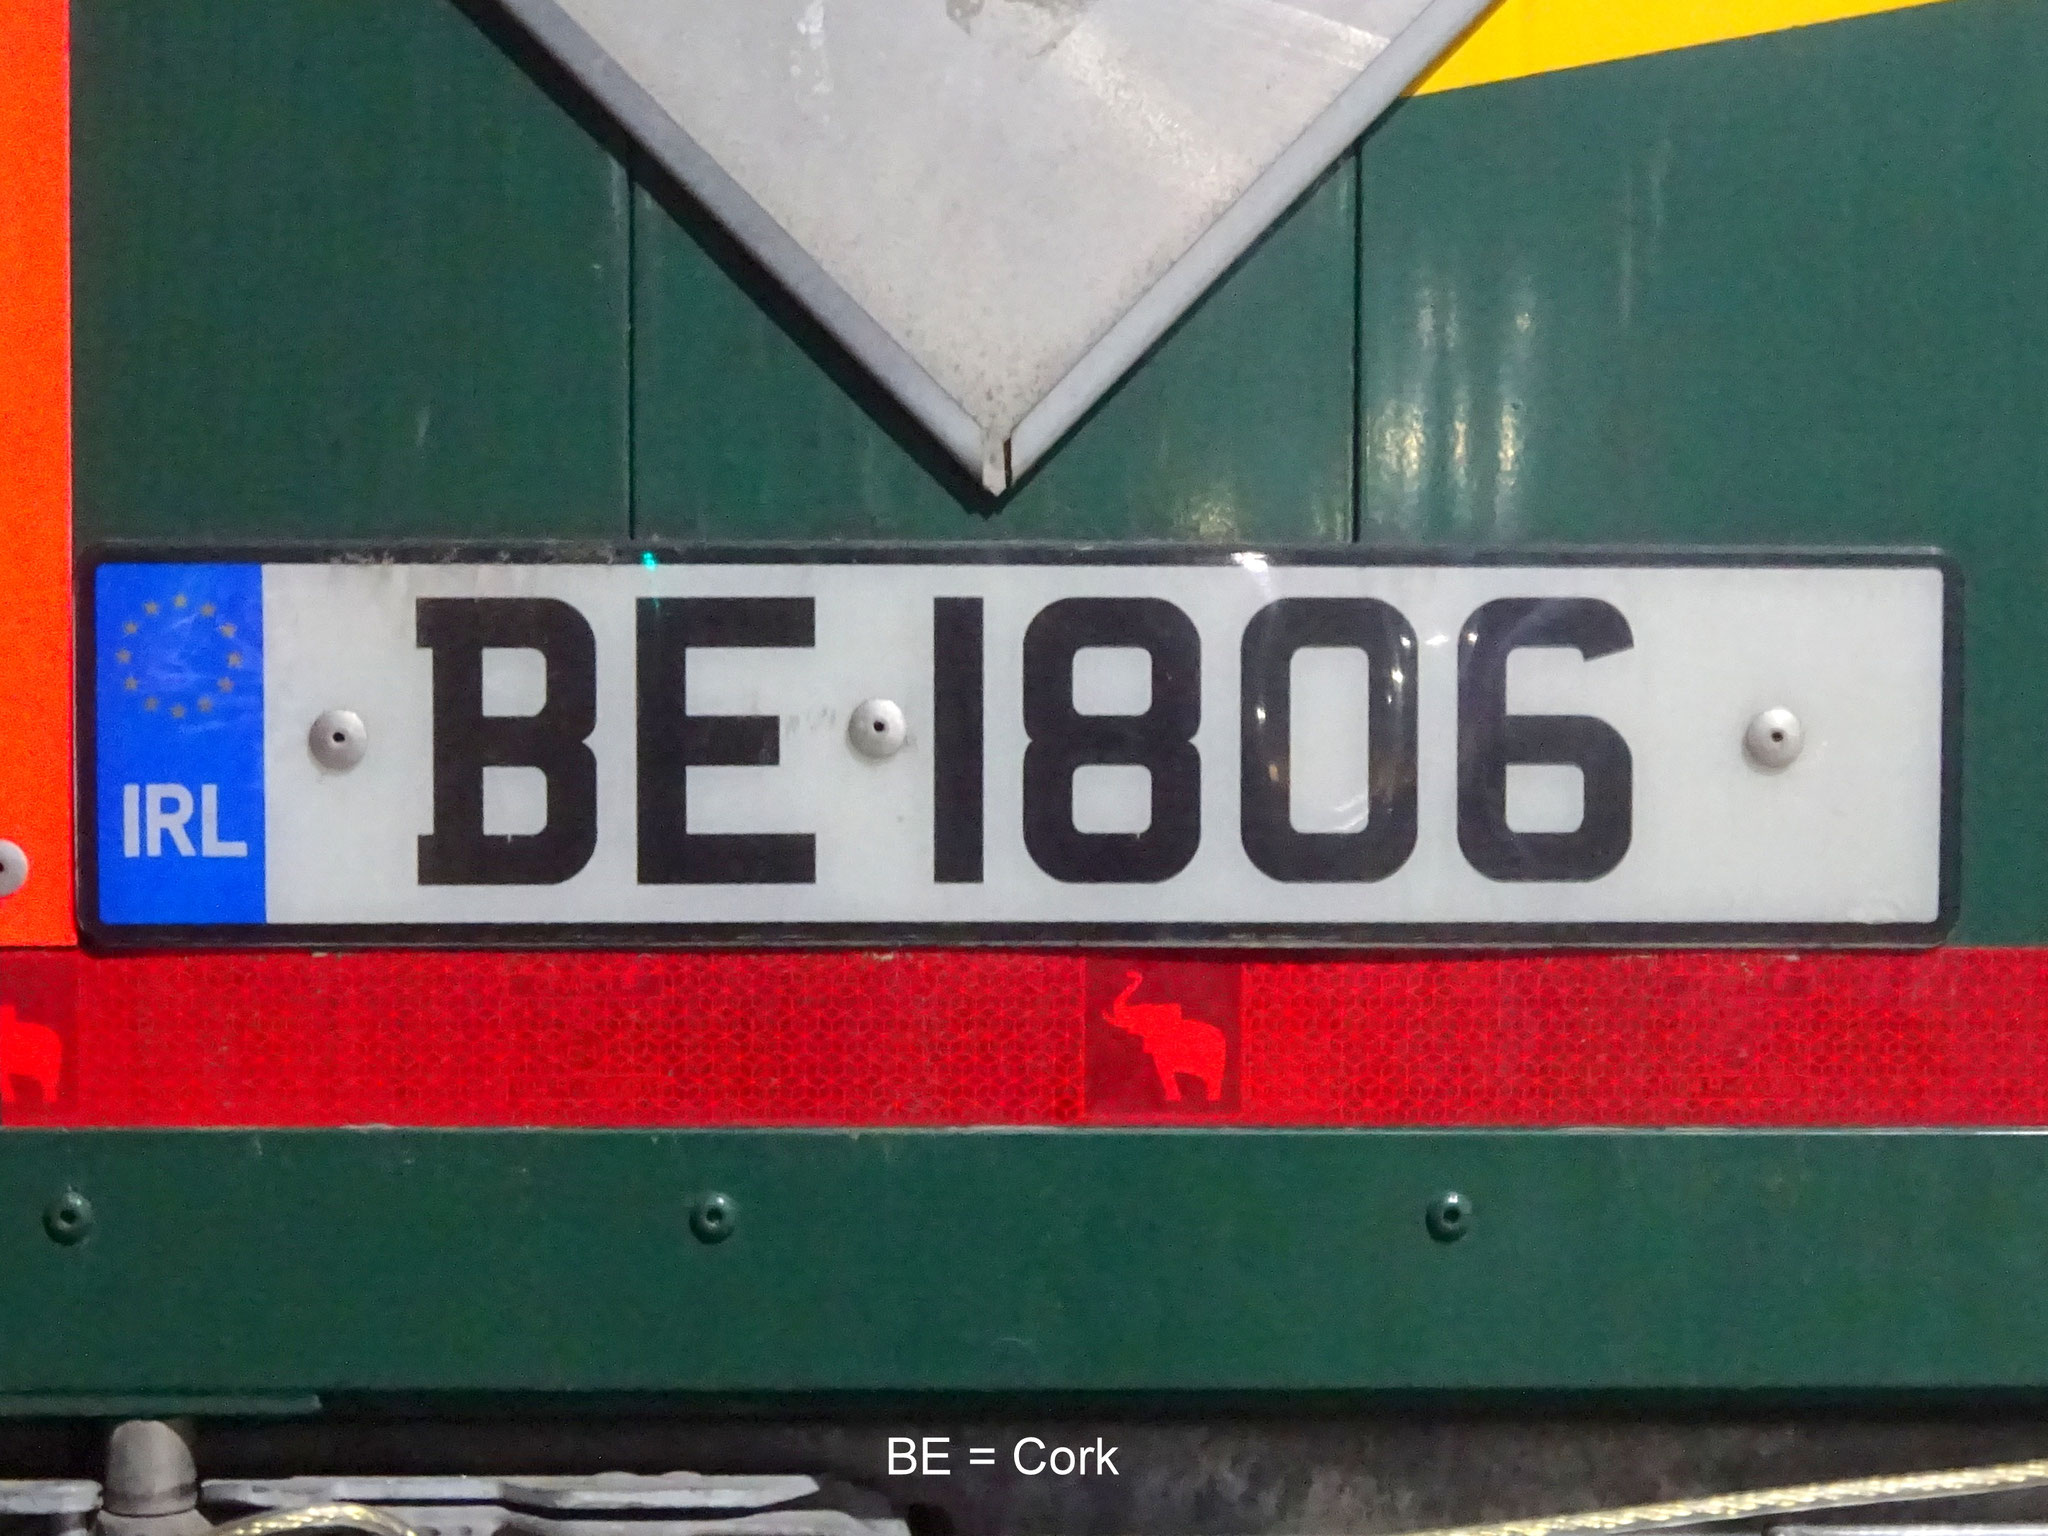 IRL
BE 1806
BE = Cork